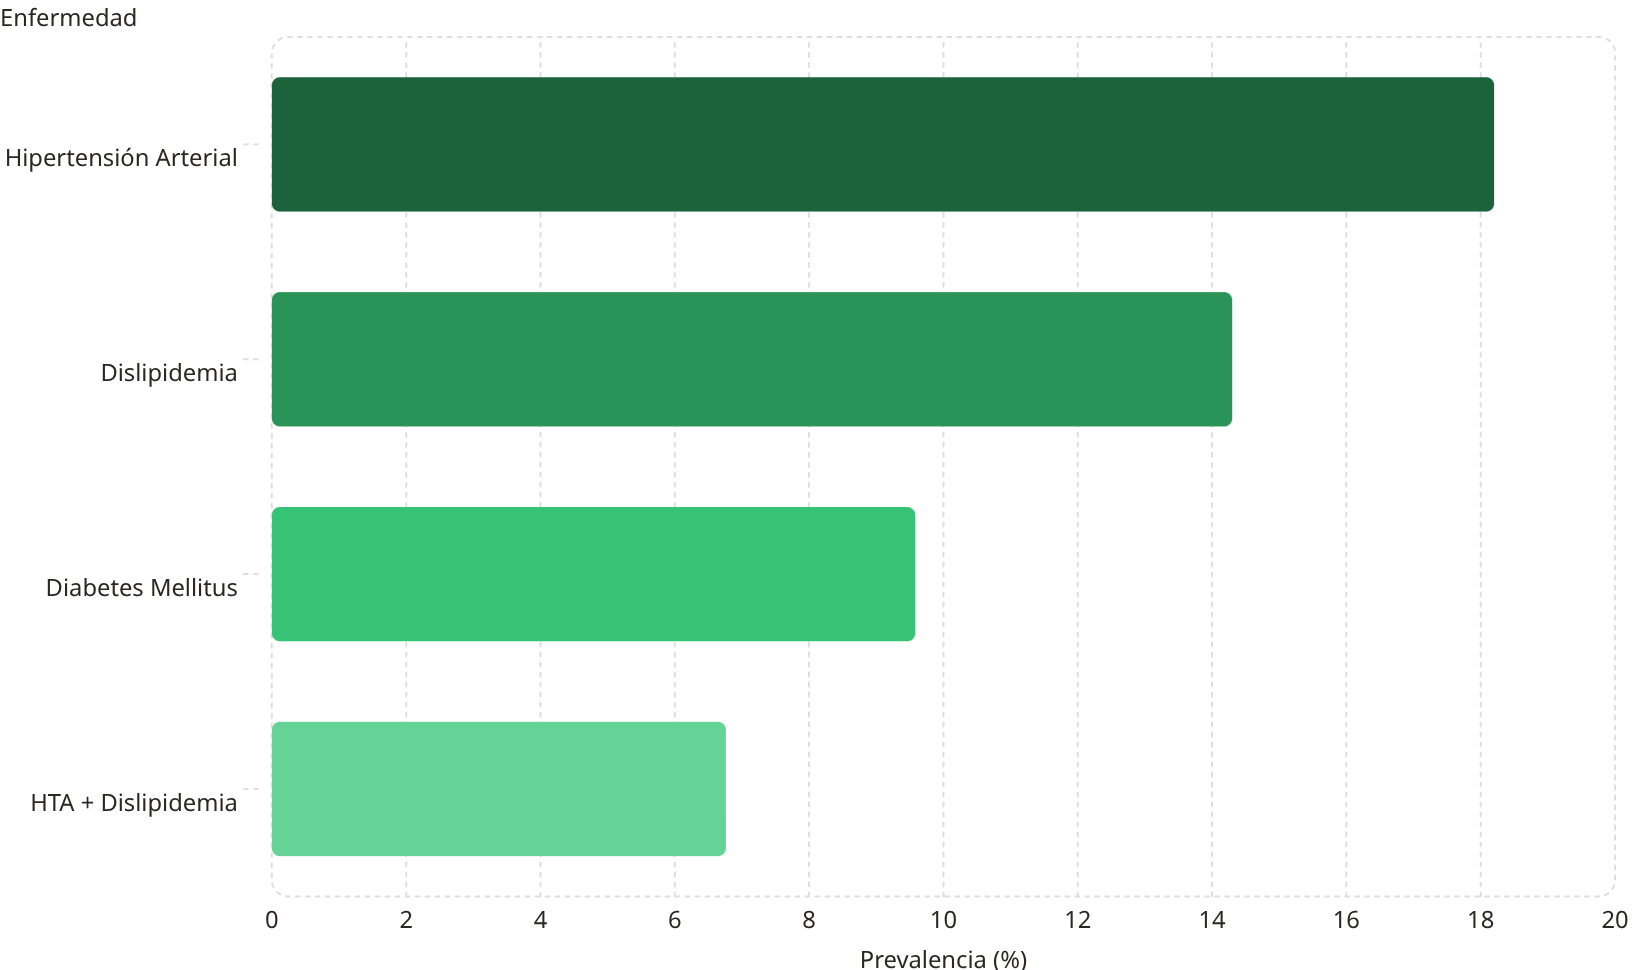 Enfermedad
Hipertensión Arterial
Dislipidemia
Diabetes Mellitus
HTA + Dislipidemia
0 2 4 6 8 10 12 14 16 18 20
Prevalencia (%)